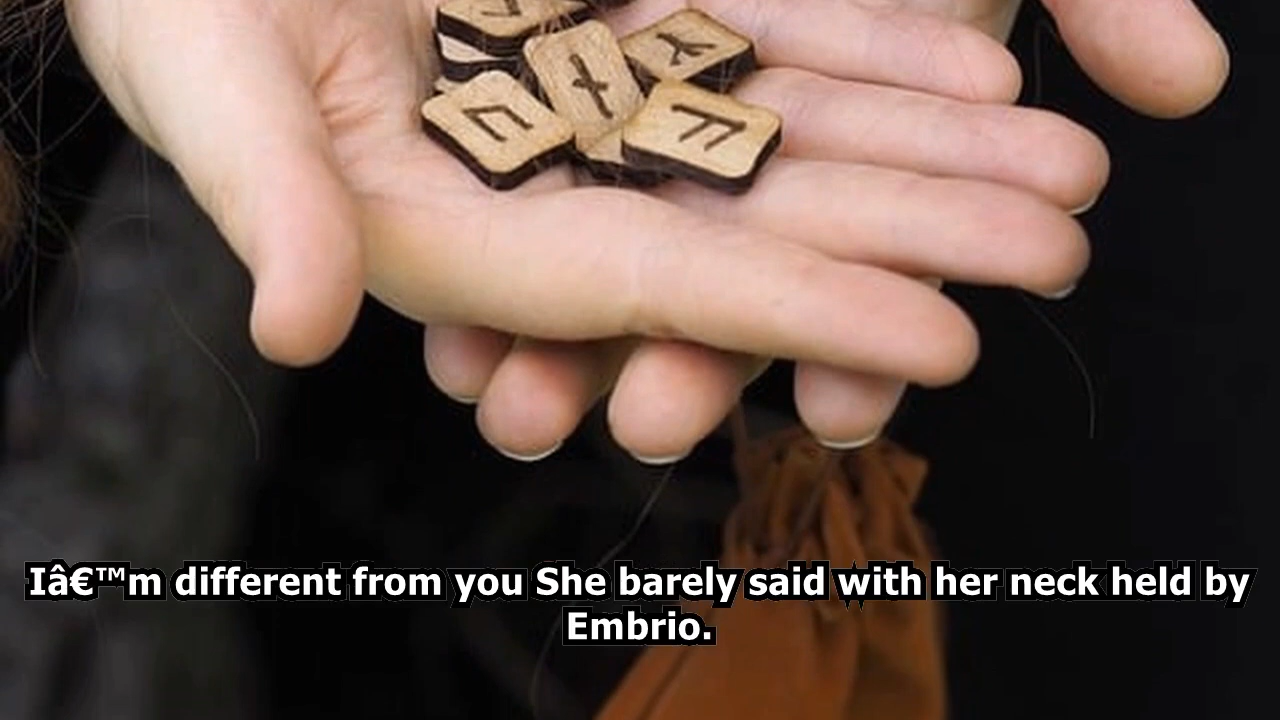 Iâ€™m different from you She barely said with her neck held by
Embrio.